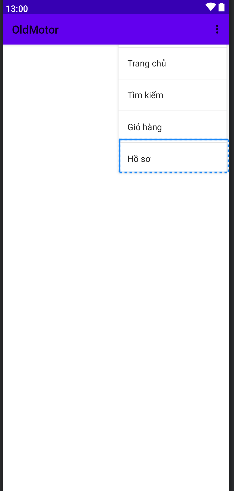 13:00
OldMotor
Trang chủ
Tìm kiếm
Giỏ hàng
Hồ sơ